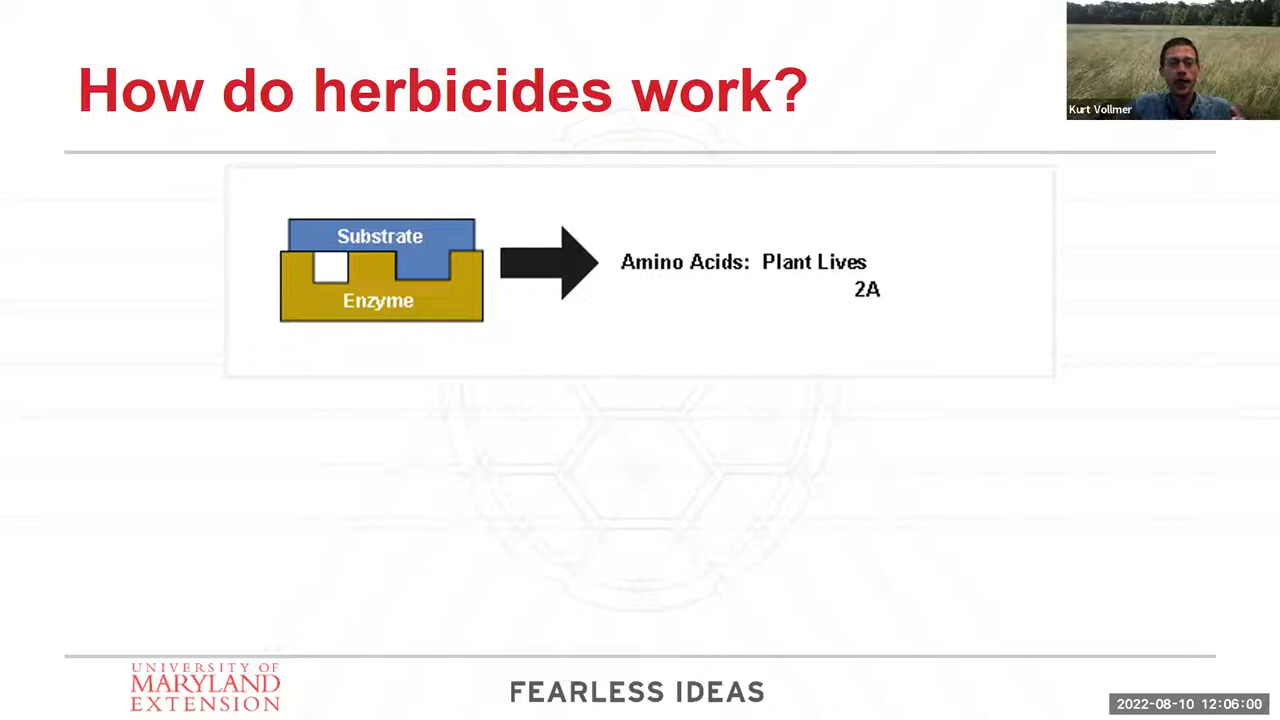 How do herbicides work?
Kurt Vollmer
Substrate
Enzyme
Amino Acids: Plant Lives
2A
UNIVERSITY OF
MARYLAND
EXTENSION
FEARLESS IDEAS
2022-08-10 12:06:00